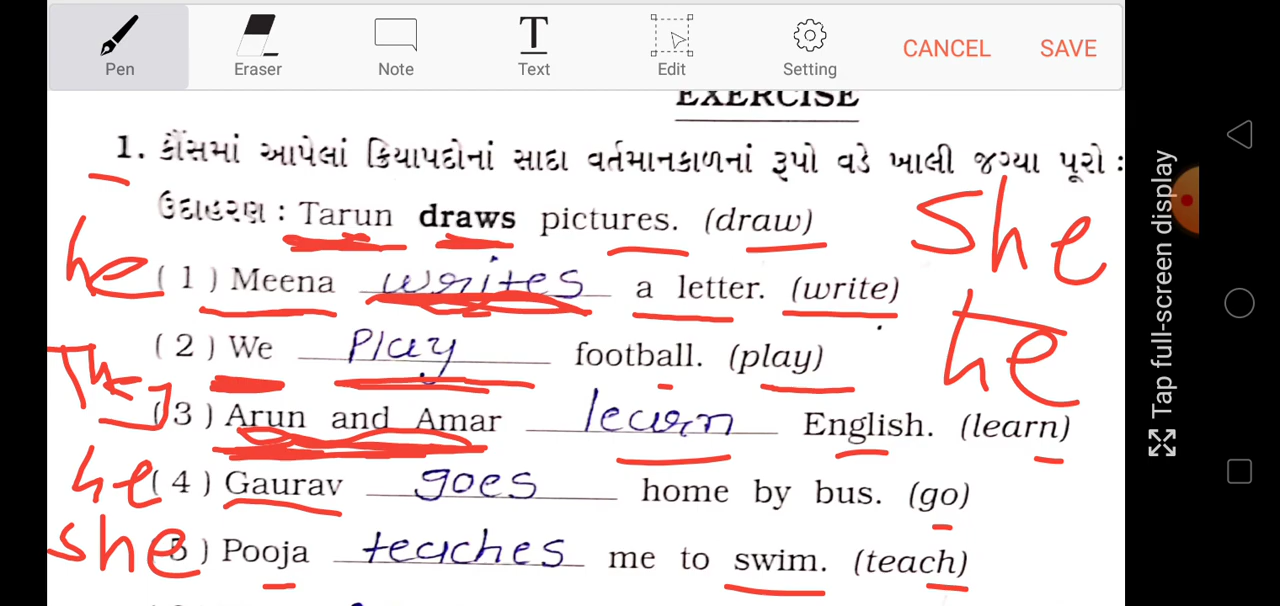 Pen Eraser Note Text Edit Setting CANCEL SAVE
EXERCISE
1. કૌંસમાં આપેલાં ક્રિયાપદોનાં સાદા વર્તમાનકાળનાં રૂપો વડે ખાલી જગ્યા પૂરો :
ઉદાહરણ : Tarun draws pictures. (draw)
she
he (1) Meena writes a letter. (write)
(2) We Play football. (play)
he
They (3) Arun and Amar learn English. (learn)
he (4) Gaurav goes home by bus. (go)
she 5) Pooja teaches me to swim. (teach)
Tap full-screen display